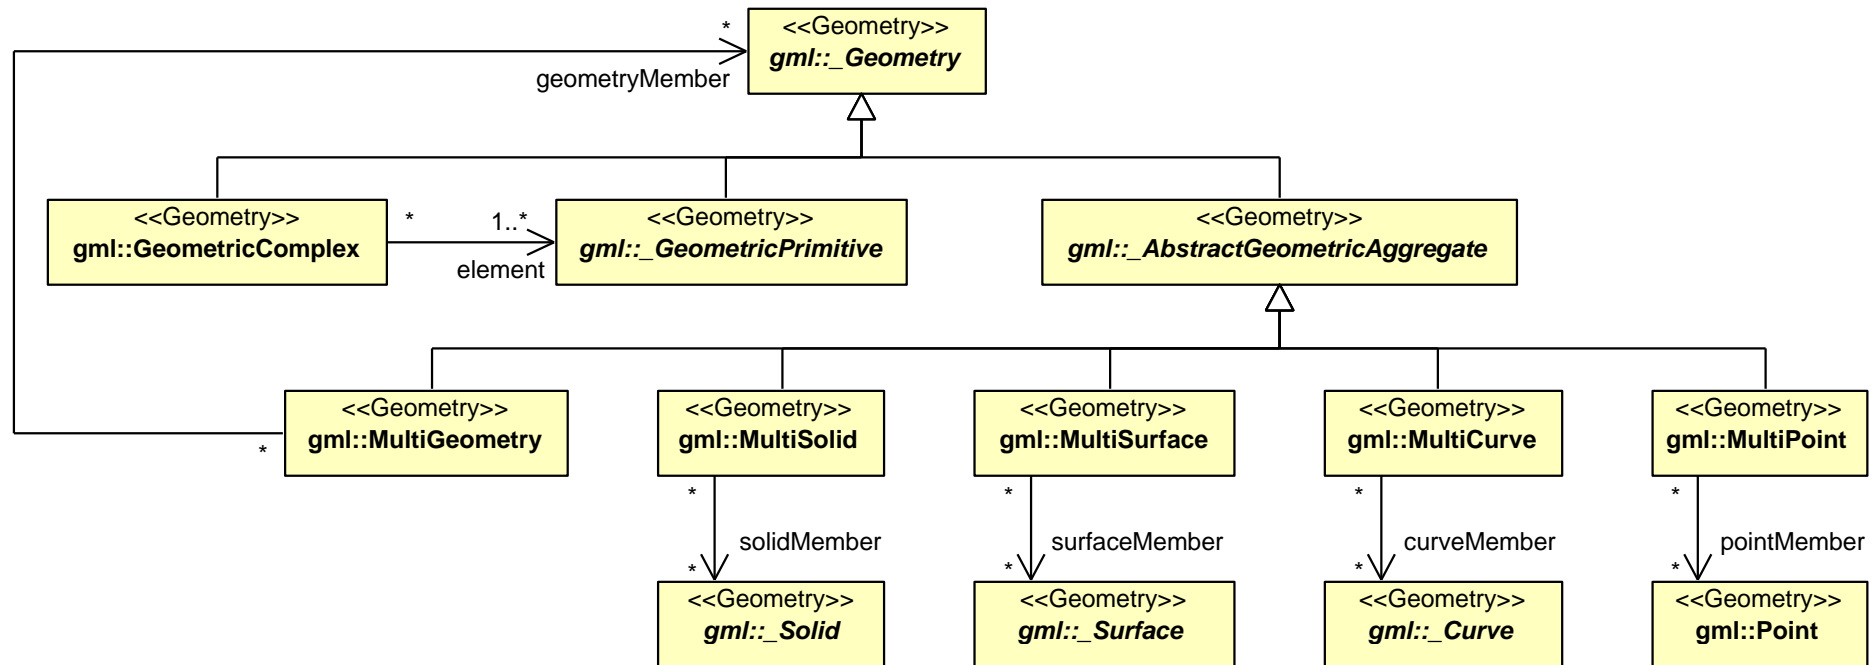 *
<<Geometry>>
gml::_Geometry
geometryMember
<<Geometry>>
gml::GeometricComplex
*
1..*
element
<<Geometry>>
gml::_GeometricPrimitive
<<Geometry>>
gml::_AbstractGeometricAggregate
*
<<Geometry>>
gml::MultiGeometry
<<Geometry>>
gml::MultiSolid
<<Geometry>>
gml::MultiSurface
<<Geometry>>
gml::MultiCurve
<<Geometry>>
gml::MultiPoint
*
solidMember
*
*
surfaceMember
*
*
curveMember
*
*
pointMember
*
<<Geometry>>
gml::_Solid
<<Geometry>>
gml::_Surface
<<Geometry>>
gml::_Curve
<<Geometry>>
gml::Point